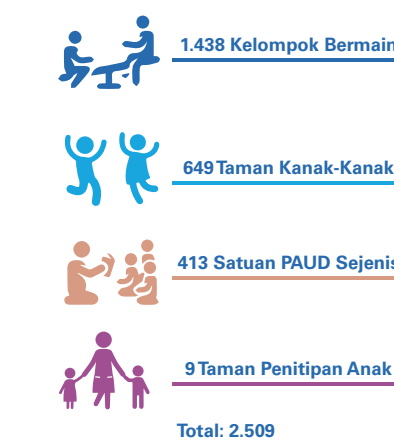 1.438 Kelompok Bermain
649 Taman Kanak-Kanak
413 Satuan PAUD Sejenis
9 Taman Penitipan Anak
Total: 2.509